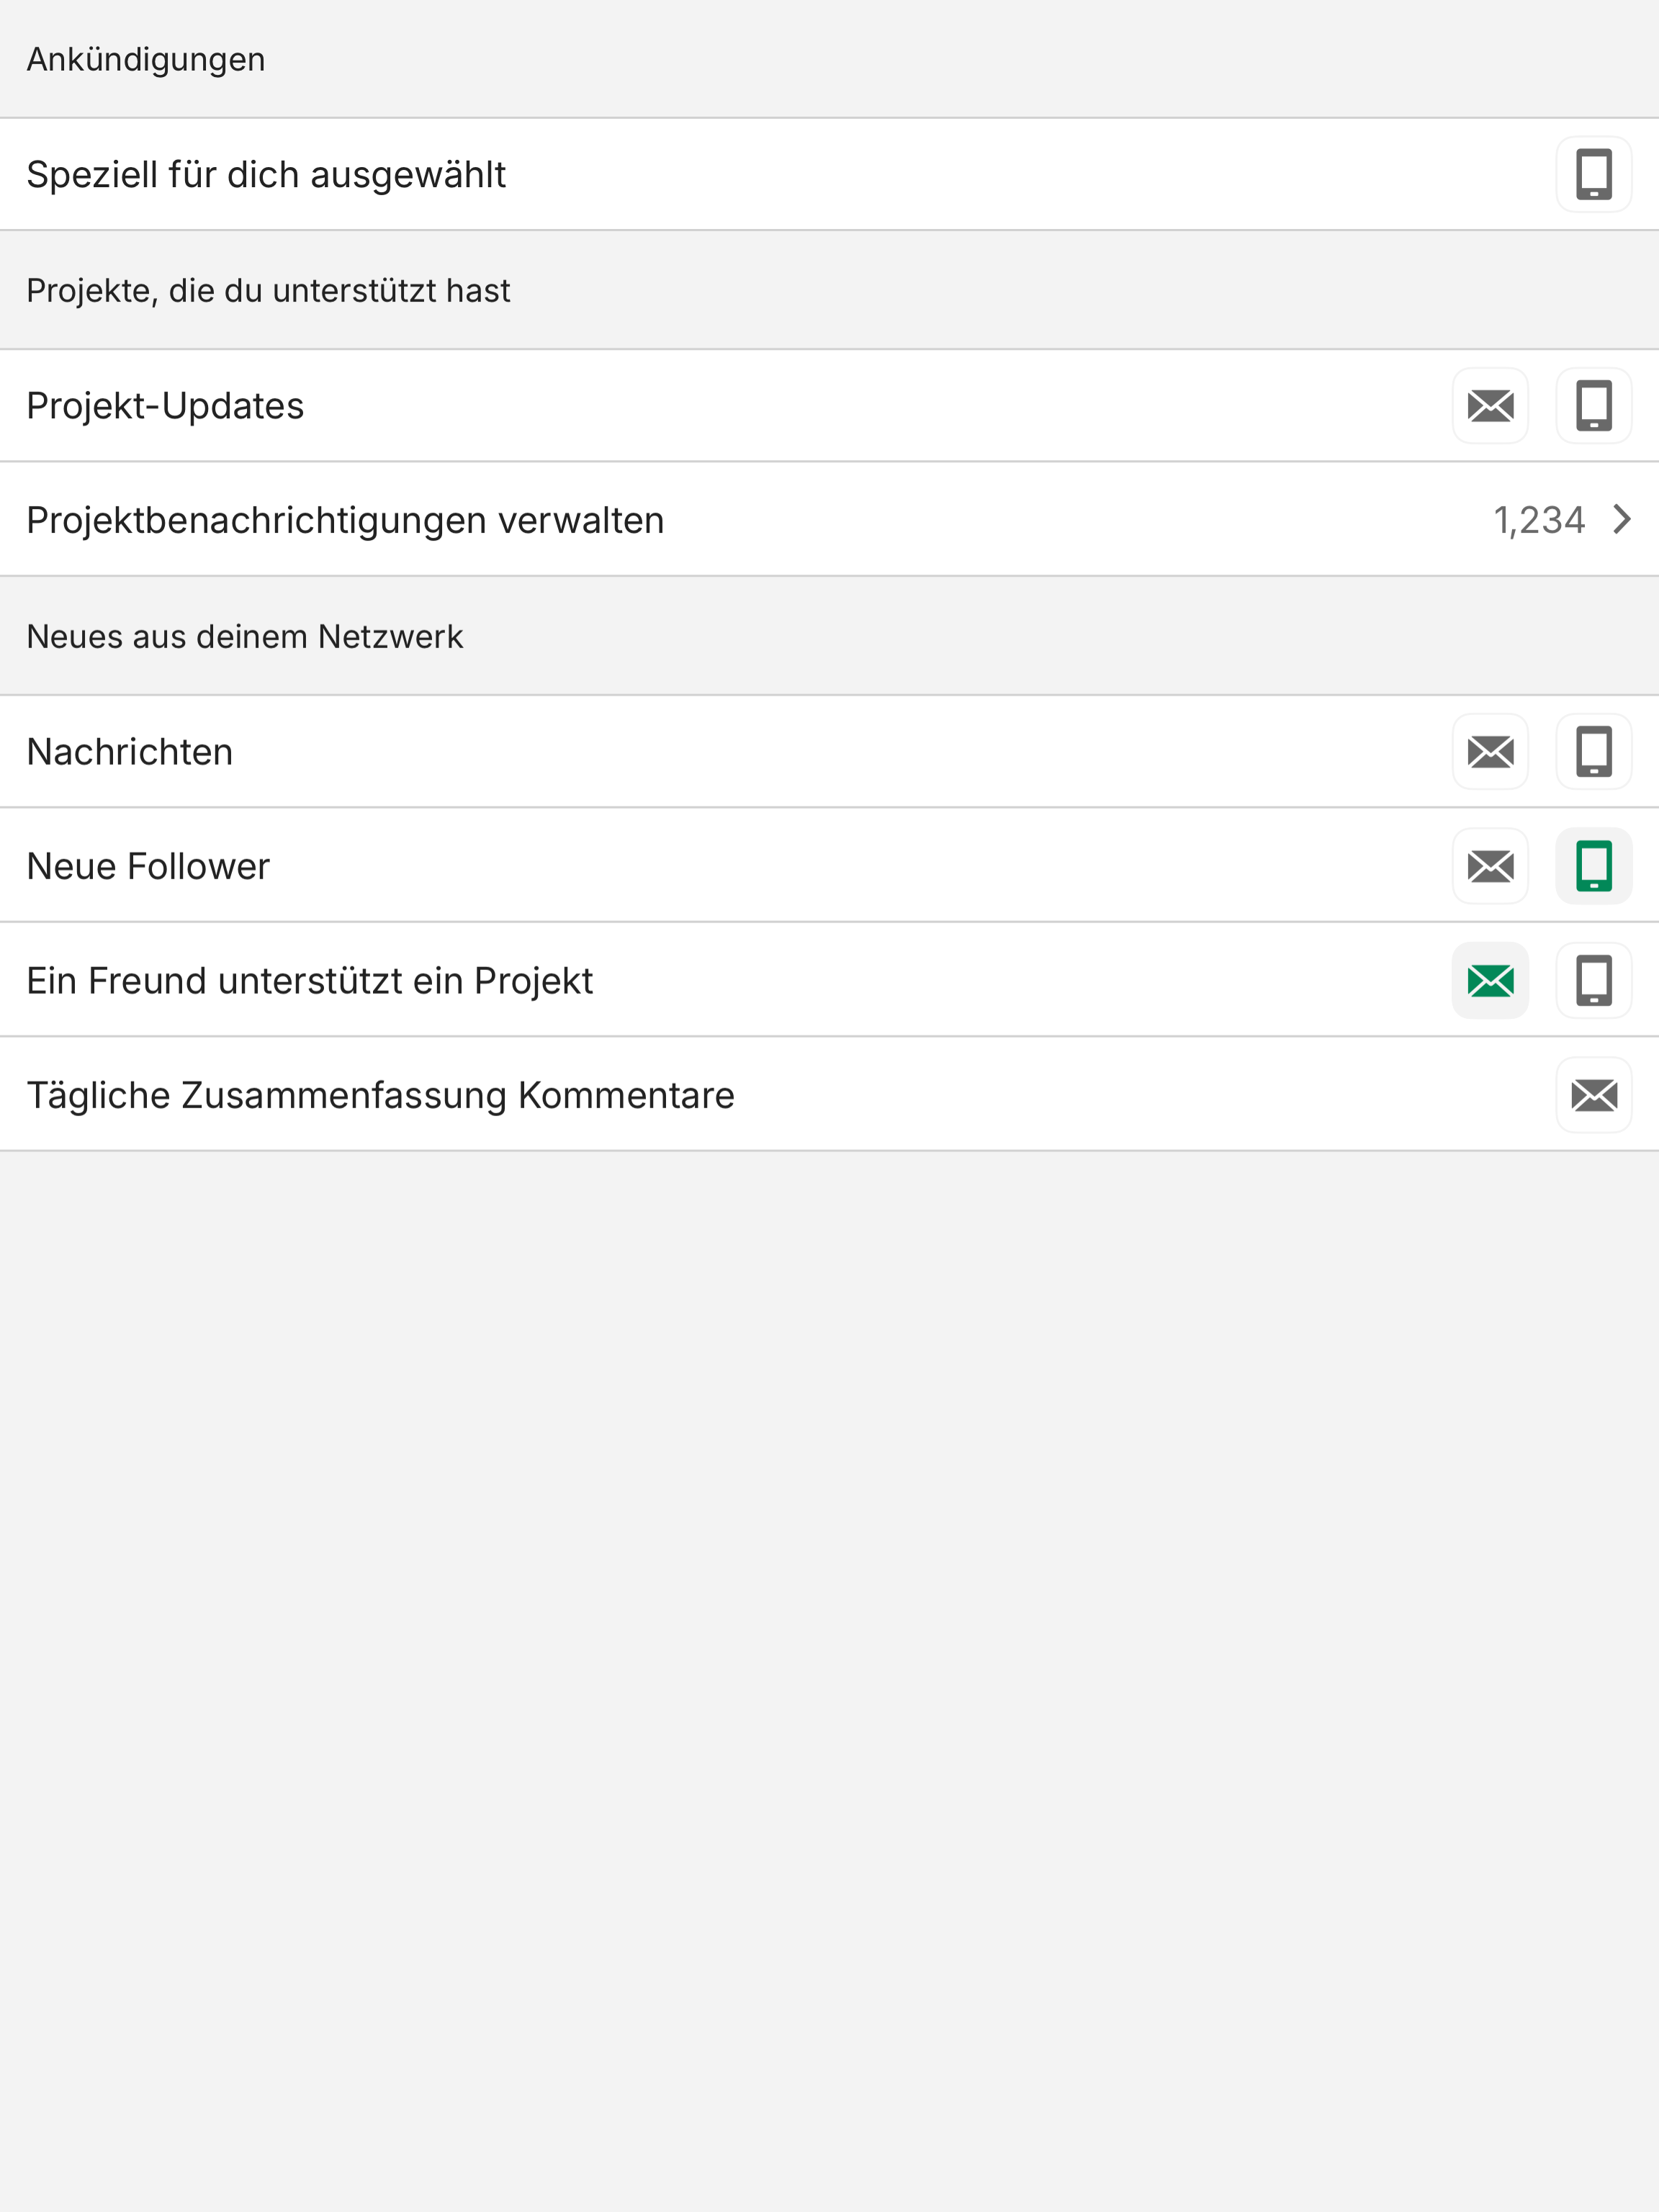 Ankündigungen
Speziell für dich ausgewählt
Projekte, die du unterstützt hast
Projekt-Updates
Projektbenachrichtigungen verwalten 1,234
Neues aus deinem Netzwerk
Nachrichten
Neue Follower
Ein Freund unterstützt ein Projekt
Tägliche Zusammenfassung Kommentare